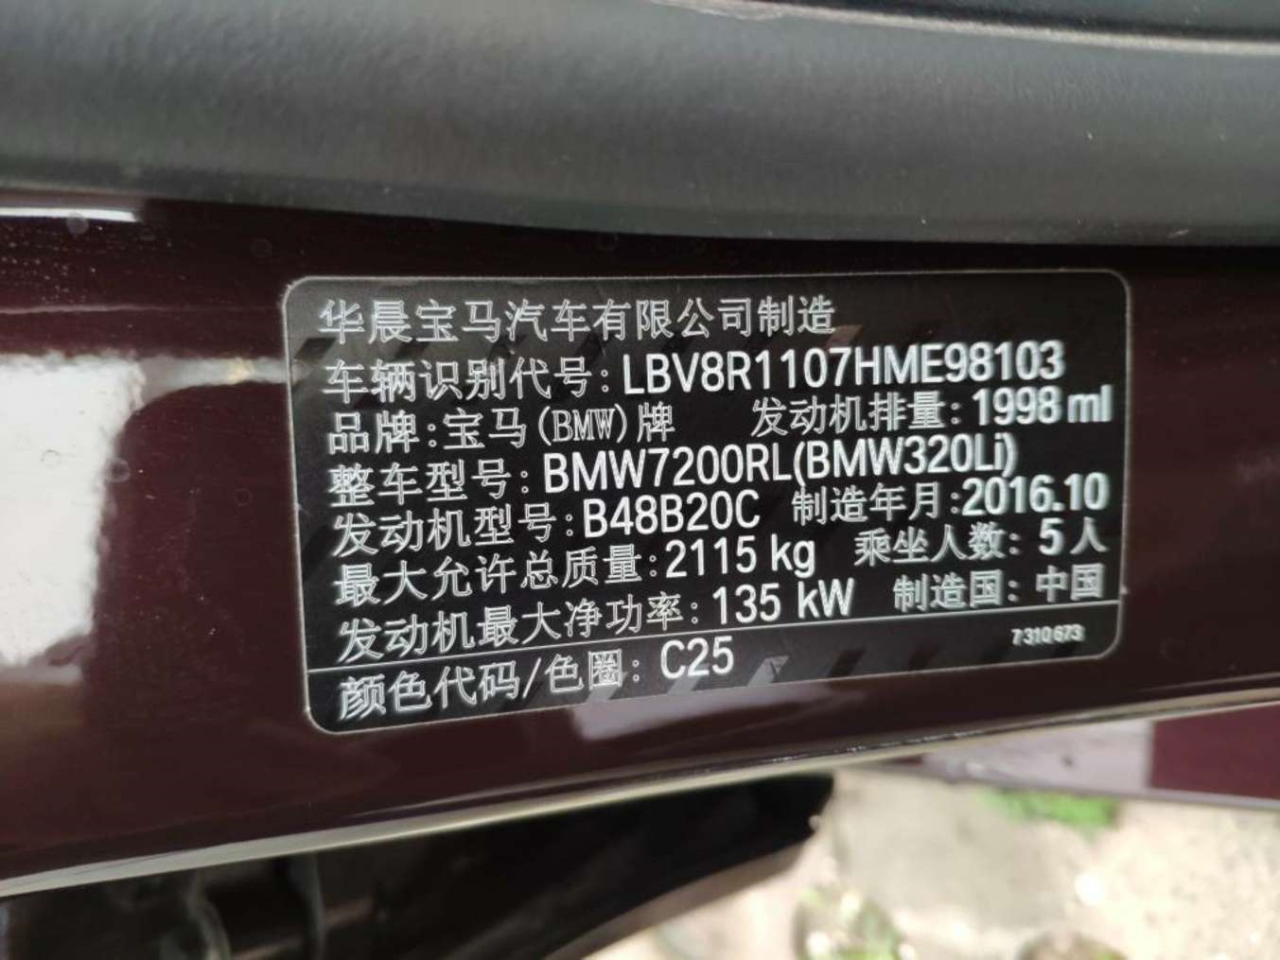 华晨宝马汽车有限公司制造
车辆识别代号: LBV8R1107HME98103
品牌:宝马(BMW)牌 发动机排量: 1998 ml
整车型号: BMW7200RL(BMW320Li)
发动机型号: B48B20C 制造年月:2016.10
最大允许总质量: 2115 kg 乘坐人数: 5人
发动机最大净功率: 135 kW 制造国: 中国
7310673
颜色代码/色圈: C25